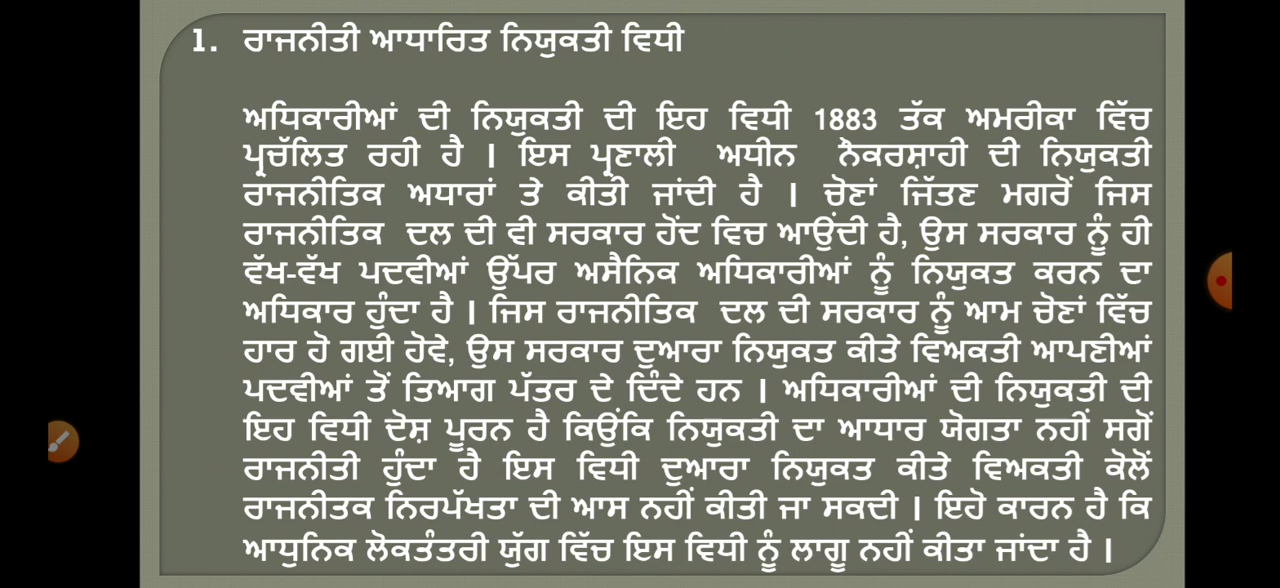 1. ਰਾਜਨੀਤੀ ਆਧਾਰਿਤ ਨਿਯੁਕਤੀ ਵਿਧੀ
ਅਧਿਕਾਰੀਆਂ ਦੀ ਨਿਯੁਕਤੀ ਦੀ ਇਹ ਵਿਧੀ 1883 ਤੱਕ ਅਮਰੀਕਾ ਵਿੱਚ
ਪ੍ਰਚੱਲਿਤ ਰਹੀ ਹੈ । ਇਸ ਪ੍ਰਣਾਲੀ ਅਧੀਨ ਨੌਕਰਸ਼ਾਹੀ ਦੀ ਨਿਯੁਕਤੀ
ਰਾਜਨੀਤਿਕ ਅਧਾਰਾਂ ਤੇ ਕੀਤੀ ਜਾਂਦੀ ਹੈ । ਚੋਣਾਂ ਜਿੱਤਣ ਮਗਰੋਂ ਜਿਸ
ਰਾਜਨੀਤਿਕ ਦਲ ਦੀ ਵੀ ਸਰਕਾਰ ਹੋਂਦ ਵਿਚ ਆਉਂਦੀ ਹੈ, ਉਸ ਸਰਕਾਰ ਨੂੰ ਹੀ
ਵੱਖ-ਵੱਖ ਪਦਵੀਆਂ ਉੱਪਰ ਅਸੈਨਿਕ ਅਧਿਕਾਰੀਆਂ ਨੂੰ ਨਿਯੁਕਤ ਕਰਨ ਦਾ
ਅਧਿਕਾਰ ਹੁੰਦਾ ਹੈ । ਜਿਸ ਰਾਜਨੀਤਿਕ ਦਲ ਦੀ ਸਰਕਾਰ ਨੂੰ ਆਮ ਚੋਣਾਂ ਵਿੱਚ
ਹਾਰ ਹੋ ਗਈ ਹੋਵੇ, ਉਸ ਸਰਕਾਰ ਦੁਆਰਾ ਨਿਯੁਕਤ ਕੀਤੇ ਵਿਅਕਤੀ ਆਪਣੀਆਂ
ਪਦਵੀਆਂ ਤੋਂ ਤਿਆਗ ਪੱਤਰ ਦੇ ਦਿੰਦੇ ਹਨ । ਅਧਿਕਾਰੀਆਂ ਦੀ ਨਿਯੁਕਤੀ ਦੀ
ਇਹ ਵਿਧੀ ਦੋਸ਼ ਪੂਰਨ ਹੈ ਕਿਉਂਕਿ ਨਿਯੁਕਤੀ ਦਾ ਆਧਾਰ ਯੋਗਤਾ ਨਹੀਂ ਸਗੋਂ
ਰਾਜਨੀਤੀ ਹੁੰਦਾ ਹੈ ਇਸ ਵਿਧੀ ਦੁਆਰਾ ਨਿਯੁਕਤ ਕੀਤੇ ਵਿਅਕਤੀ ਕੋਲੋਂ
ਰਾਜਨੀਤਕ ਨਿਰਪੱਖਤਾ ਦੀ ਆਸ ਨਹੀਂ ਕੀਤੀ ਜਾ ਸਕਦੀ । ਇਹੋ ਕਾਰਨ ਹੈ ਕਿ
ਆਧੁਨਿਕ ਲੋਕਤੰਤਰੀ ਯੁੱਗ ਵਿੱਚ ਇਸ ਵਿਧੀ ਨੂੰ ਲਾਗੂ ਨਹੀਂ ਕੀਤਾ ਜਾਂਦਾ ਹੈ ।